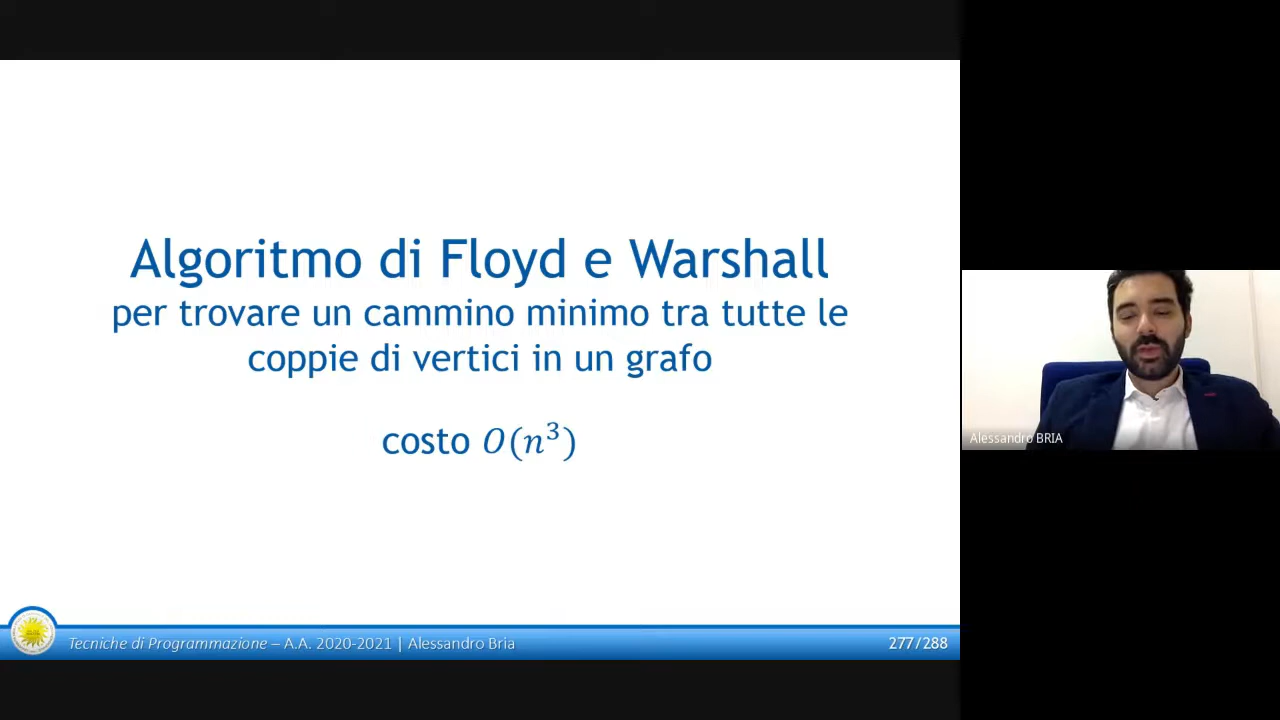 Algoritmo di Floyd e Warshall
per trovare un cammino minimo tra tutte le
coppie di vertici in un grafo
costo O(n³)
Alessandro BRIA
Tecniche di Programmazione – A.A. 2020-2021 | Alessandro Bria
277/288